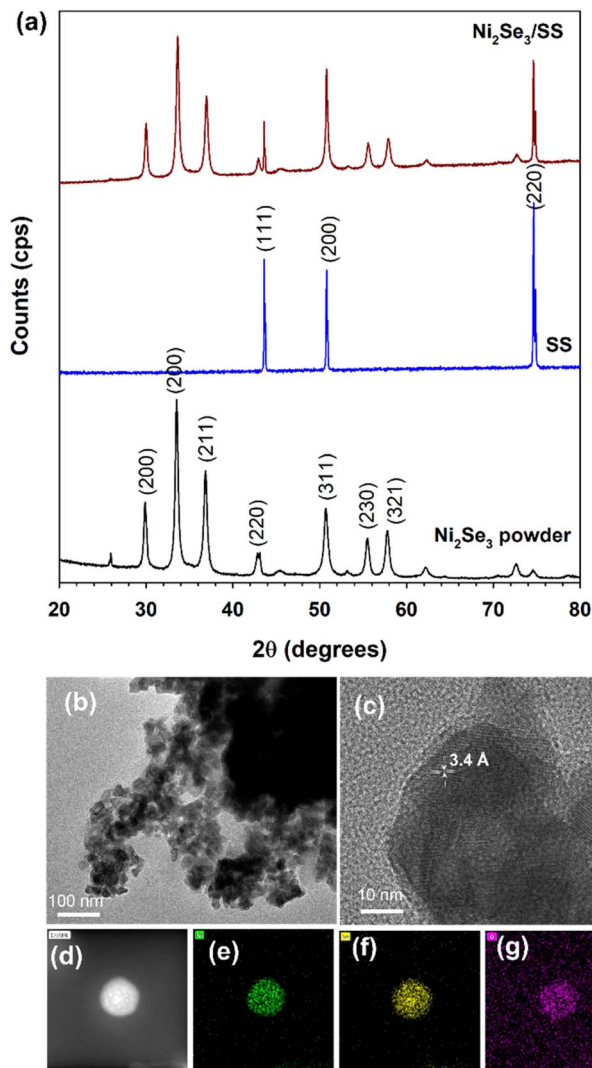 (a)
Ni₂Se₃/SS
(111)
(200)
(220)
SS
(200)
(200)
(211)
(220)
(311)
(230)
(321)
Ni₂Se₃ powder
Counts (cps)
20 30 40 50 60 70 80
2θ (degrees)
(b)
100 nm
(c)
3.4 Å
10 nm
(d)
(e)
(f)
(g)